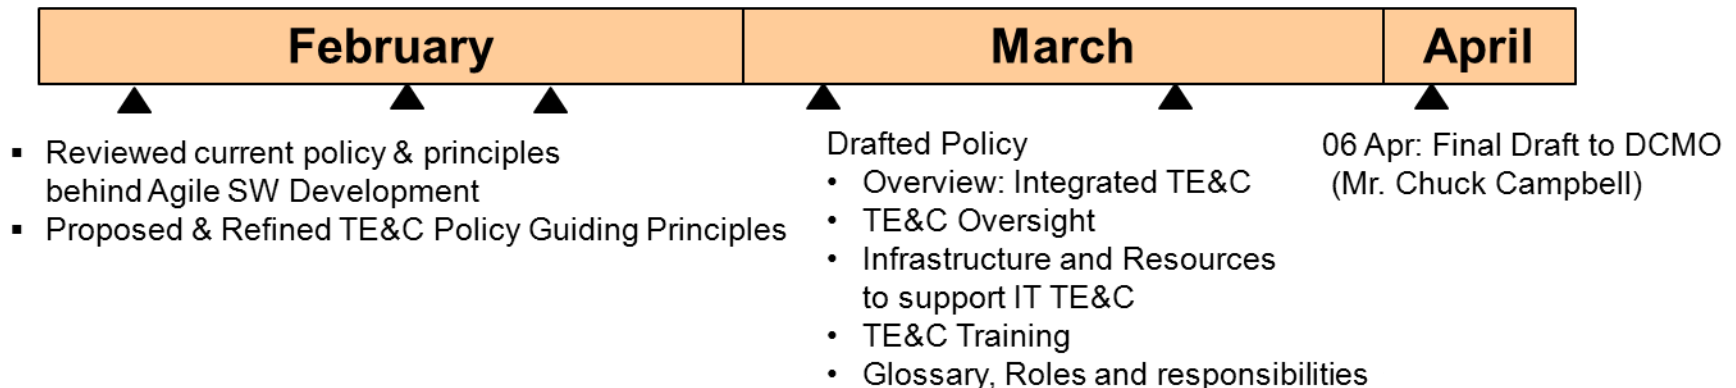 February
March
April
▪ Reviewed current policy & principles
behind Agile SW Development
▪ Proposed & Refined TE&C Policy Guiding Principles
Drafted Policy
• Overview: Integrated TE&C
• TE&C Oversight
• Infrastructure and Resources
to support IT TE&C
• TE&C Training
• Glossary, Roles and responsibilities
06 Apr: Final Draft to DCMO
(Mr. Chuck Campbell)